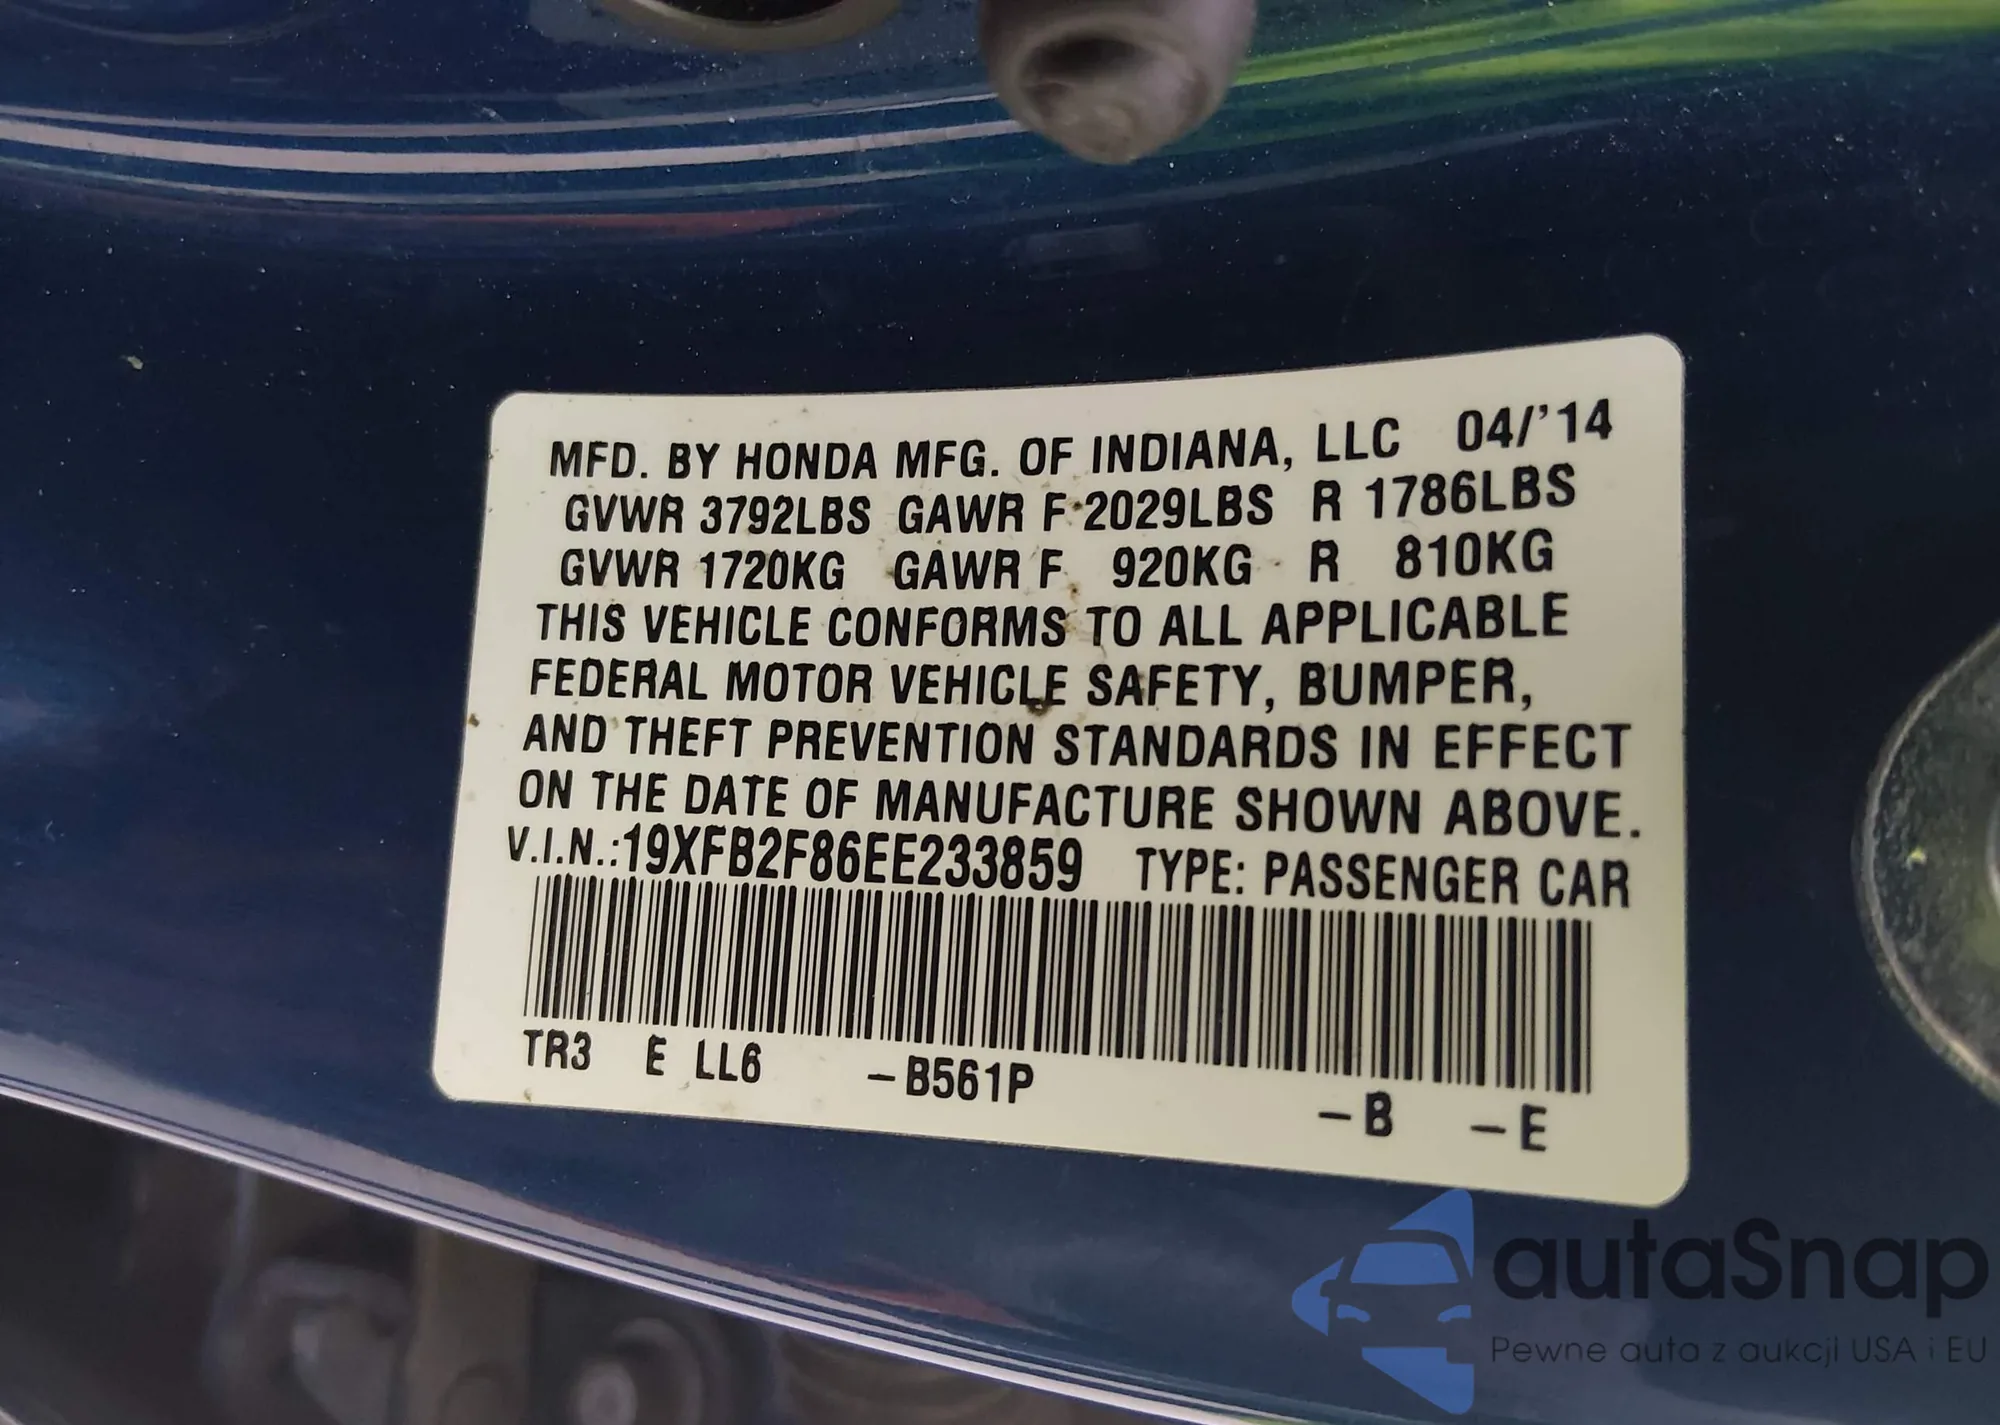 MFD. BY HONDA MFG. OF INDIANA, LLC 04/'14
GVWR 3792LBS GAWR F 2029LBS R 1786LBS
GVWR 1720KG GAWR F 920KG R 810KG
THIS VEHICLE CONFORMS TO ALL APPLICABLE
FEDERAL MOTOR VEHICLE SAFETY, BUMPER,
AND THEFT PREVENTION STANDARDS IN EFFECT
ON THE DATE OF MANUFACTURE SHOWN ABOVE.
V.I.N.:19XFB2F86EE233859 TYPE: PASSENGER CAR
TR3 E LL6 -B561P -B -E
autaSnap
Pewne auta z aukcji USA i EU